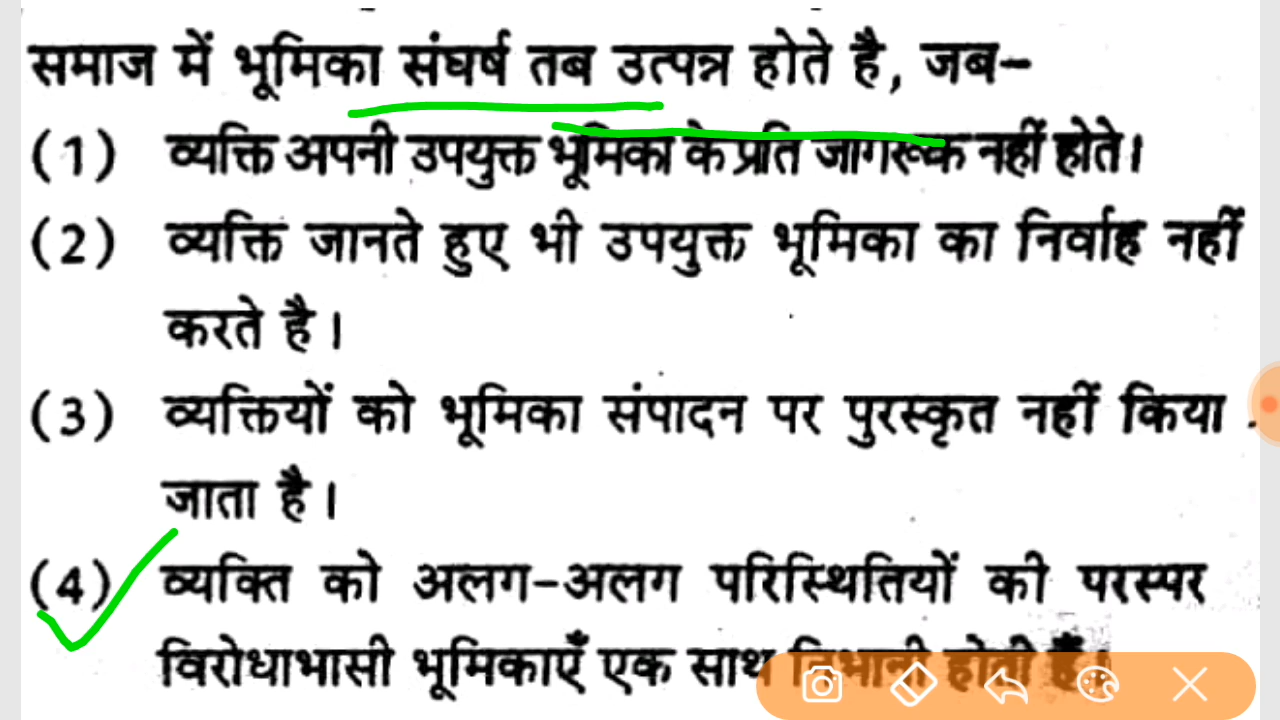 समाज में भूमिका संघर्ष तब उत्पन्न होते है, जब–
(1) व्यक्ति अपनी उपयुक्त भूमिका के प्रति जागरूक नहीं होते।
(2) व्यक्ति जानते हुए भी उपयुक्त भूमिका का निर्वाह नहीं
करते है।
(3) व्यक्तियों को भूमिका संपादन पर पुरस्कृत नहीं किया
जाता है।
(4) व्यक्ति को अलग-अलग परिस्थितियों की परस्पर
विरोधाभासी भूमिकाएँ एक साथ निभानी होती हैं।